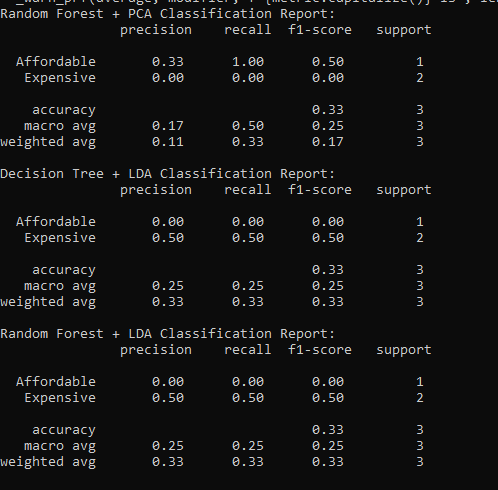 _warn_prf(average, modifier, f"{metric.capitalize()} is", le
Random Forest + PCA Classification Report:
precision recall f1-score support
Affordable 0.33 1.00 0.50 1
Expensive 0.00 0.00 0.00 2
accuracy 0.33 3
macro avg 0.17 0.50 0.25 3
weighted avg 0.11 0.33 0.17 3
Decision Tree + LDA Classification Report:
precision recall f1-score support
Affordable 0.00 0.00 0.00 1
Expensive 0.50 0.50 0.50 2
accuracy 0.33 3
macro avg 0.25 0.25 0.25 3
weighted avg 0.33 0.33 0.33 3
Random Forest + LDA Classification Report:
precision recall f1-score support
Affordable 0.00 0.00 0.00 1
Expensive 0.50 0.50 0.50 2
accuracy 0.33 3
macro avg 0.25 0.25 0.25 3
weighted avg 0.33 0.33 0.33 3